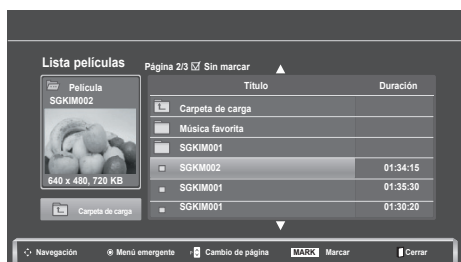 Lista películas
Página 2/3 ☑ Sin marcar
Película
SGKIM002
640 x 480, 720 KB
Carpeta de carga
Título Duración
Carpeta de carga
Música favorita
SGKIM001
SGKM002 01:34:15
SGKIM001 01:35:30
SGKIM001 01:30:20
Navegación Menú emergente P Cambio de página MARK Marcar Cerrar